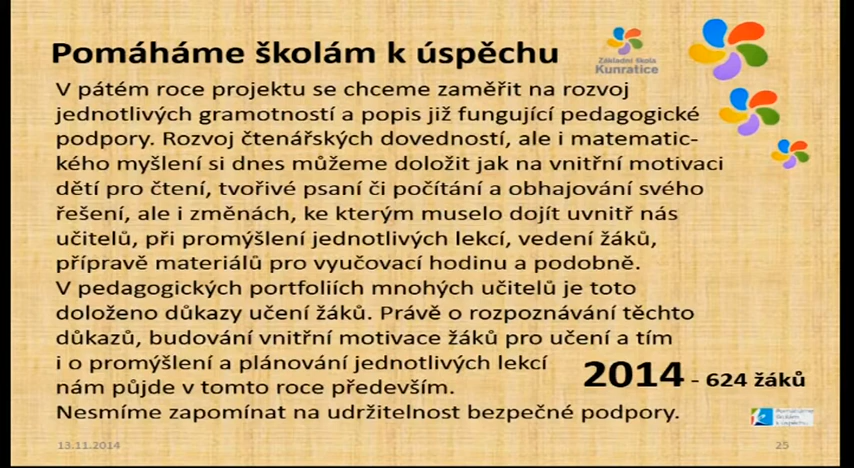 Pomáháme školám k úspěchu
Základní škola
Kunratice
V pátém roce projektu se chceme zaměřit na rozvoj
jednotlivých gramotností a popis již fungující pedagogické
podpory. Rozvoj čtenářských dovedností, ale i matematic-
kého myšlení si dnes můžeme doložit jak na vnitřní motivaci
dětí pro čtení, tvořivé psaní či počítání a obhajování svého
řešení, ale i změnách, ke kterým muselo dojít uvnitř nás
učitelů, při promýšlení jednotlivých lekcí, vedení žáků,
přípravě materiálů pro vyučovací hodinu a podobně.
V pedagogických portfoliích mnohých učitelů je toto
doloženo důkazy učení žáků. Právě o rozpoznávání těchto
důkazů, budování vnitřní motivace žáků pro učení a tím
i o promýšlení a plánování jednotlivých lekcí
nám půjde v tomto roce především.
Nesmíme zapomínat na udržitelnost bezpečné podpory.
2014 - 624 žáků
Pomáháme
školám
k úspěchu
13.11.2014
25